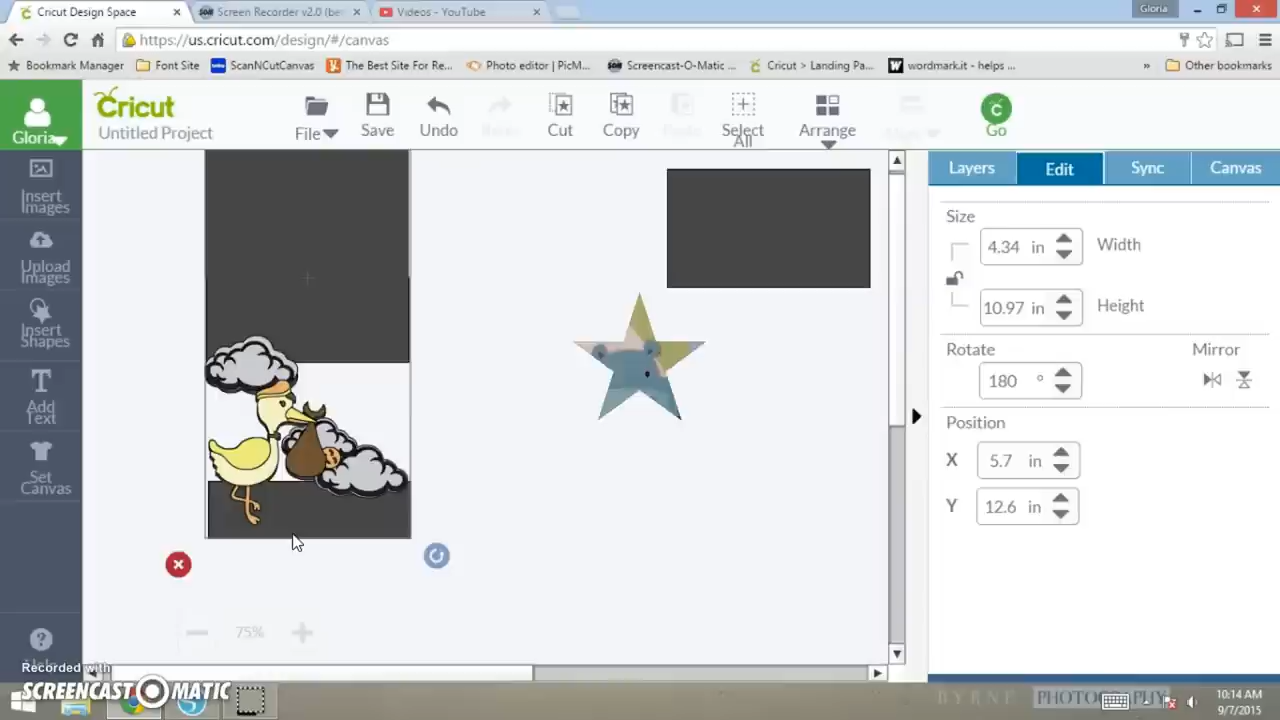 Cricut Design Space
Screen Recorder v2.0 (be
Videos - YouTube
Gloria
https://us.cricut.com/design/#/canvas
Bookmark Manager
Font Site
ScanNCutCanvas
The Best Site For Re...
Photo editor | PicM...
Screencast-O-Matic ...
Cricut > Landing Pa...
wordmark.it - helps ...
»
Other bookmarks
Gloria
Cricut
Untitled Project
File
Save
Undo
Cut
Copy
Select All
Arrange
Go
Insert Images
Upload Images
Insert Shapes
Add Text
Set Canvas
75%
Layers
Edit
Sync
Canvas
Size
4.34 in
Width
10.97 in
Height
Rotate
180 °
Mirror
Position
X
5.7 in
Y
12.6 in
Recorded with
SCREENCAST-O-MATIC
BYRNE PHOTOGRAPHY
10:14 AM
9/7/2015